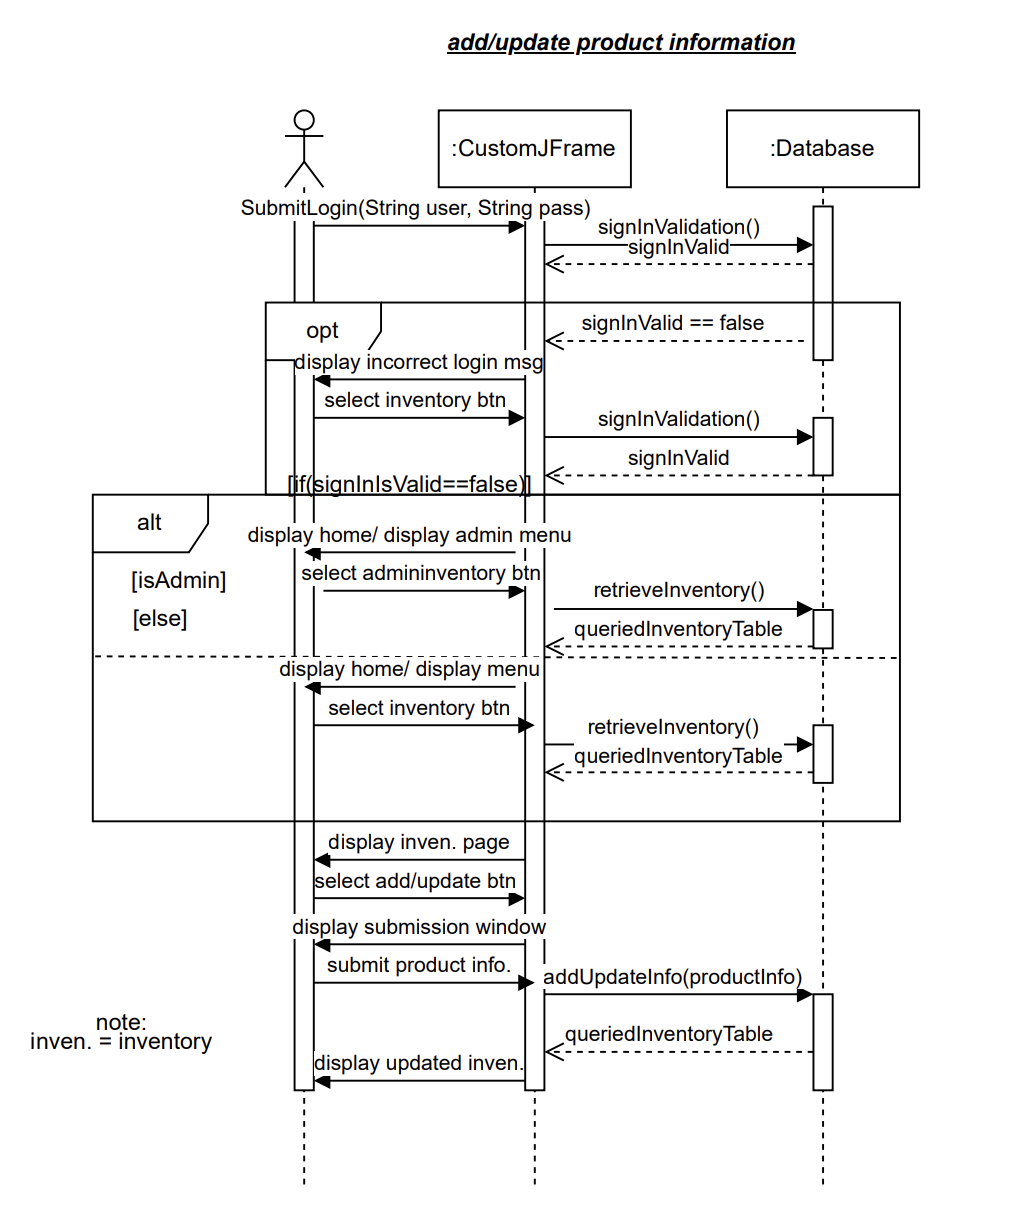 add/update product information
:CustomJFrame
:Database
SubmitLogin(String user, String pass)
signInValidation()
signInValid
opt
signInValid == false
display incorrect login msg
select inventory btn
signInValidation()
signInValid
[if(signInIsValid==false)]
alt
display home/ display admin menu
[isAdmin]
select admininventory btn
retrieveInventory()
[else]
queriedInventoryTable
display home/ display menu
select inventory btn
retrieveInventory()
queriedInventoryTable
display inven. page
select add/update btn
display submission window
submit product info.
addUpdateInfo(productInfo)
note:
inven. = inventory
queriedInventoryTable
display updated inven.